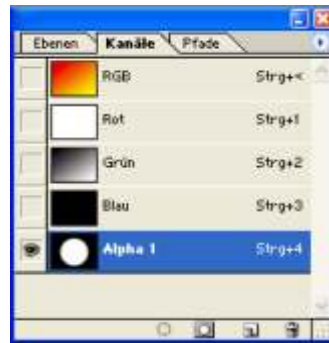 Ebenen Kanäle Pfade
RGB Strg+<
Rot Strg+1
Grün Strg+2
Blau Strg+3
Alpha 1 Strg+4